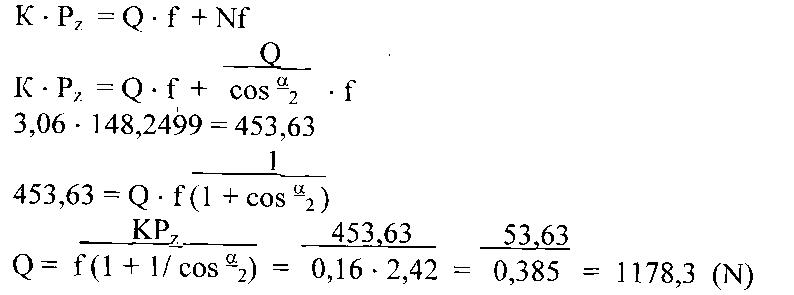 K · P_z = Q · f + Nf
Q
K · P_z = Q · f + cos α/2 · f
3,06 · 148,2499 = 453,63
1
453,63 = Q · f (1 + cos α/2)
KP_z 453,63 53,63
Q = f (1 + 1/ cos α/2) = 0,16 · 2,42 = 0,385 = 1178,3 (N)